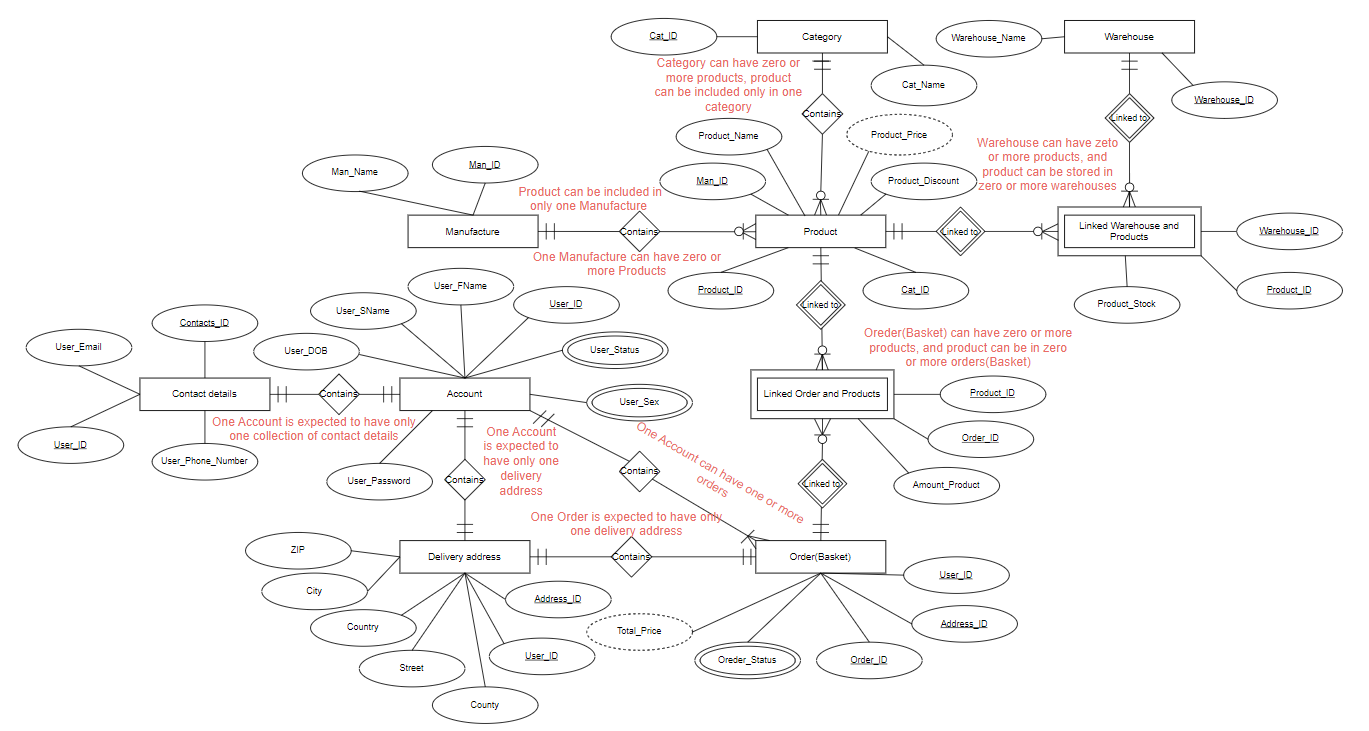 Cat_ID
Category
Warehouse_Name
Warehouse
Category can have zero or
more products, product
can be included only in one
category
Cat_Name
Warehouse_ID
Contains
Linked to
Product_Name
Product_Price
Warehouse can have zeto
or more products, and
product can be stored in
zero or more warehouses
Man_Name
Man_ID
Man_ID
Product_Discount
Product can be included in
only one Manufacture
Manufacture
Contains
Product
Linked to
Linked Warehouse and
Products
Warehouse_ID
One Manufacture can have zero or
more Products
Product_ID
Cat_ID
Product_Stock
Product_ID
User_FName
User_SName
User_ID
Linked to
Contacts_ID
User_Email
User_DOB
User_Status
Oreder(Basket) can have zero or more
products, and product can be in zero
or more orders(Basket)
Contact details
Contains
Account
User_Sex
Linked Order and Products
Product_ID
One Account is expected to have only
one collection of contact details
User_ID
User_Phone_Number
User_Password
One Account
is expected to
have only one
delivery
address
One Account can have one or more
orders
Order_ID
Contains
Contains
Linked to
Amount_Product
One Order is expected to have only
one delivery address
ZIP
Delivery address
Contains
Order(Basket)
City
Address_ID
User_ID
Country
Total_Price
Address_ID
Street
User_ID
Oreder_Status
Order_ID
County